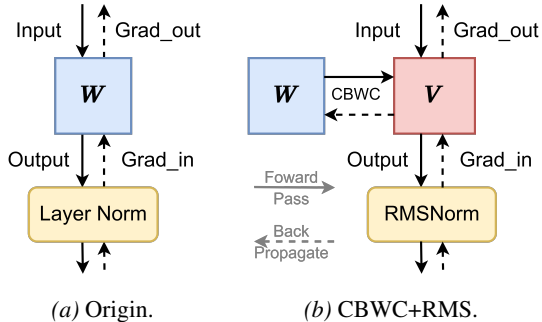 Input
Grad_out
W
Output
Grad_in
Layer Norm
(a) Origin.
Input
Grad_out
W
CBWC
V
Output
Grad_in
Foward
Pass
RMSNorm
Back
Propagate
(b) CBWC+RMS.